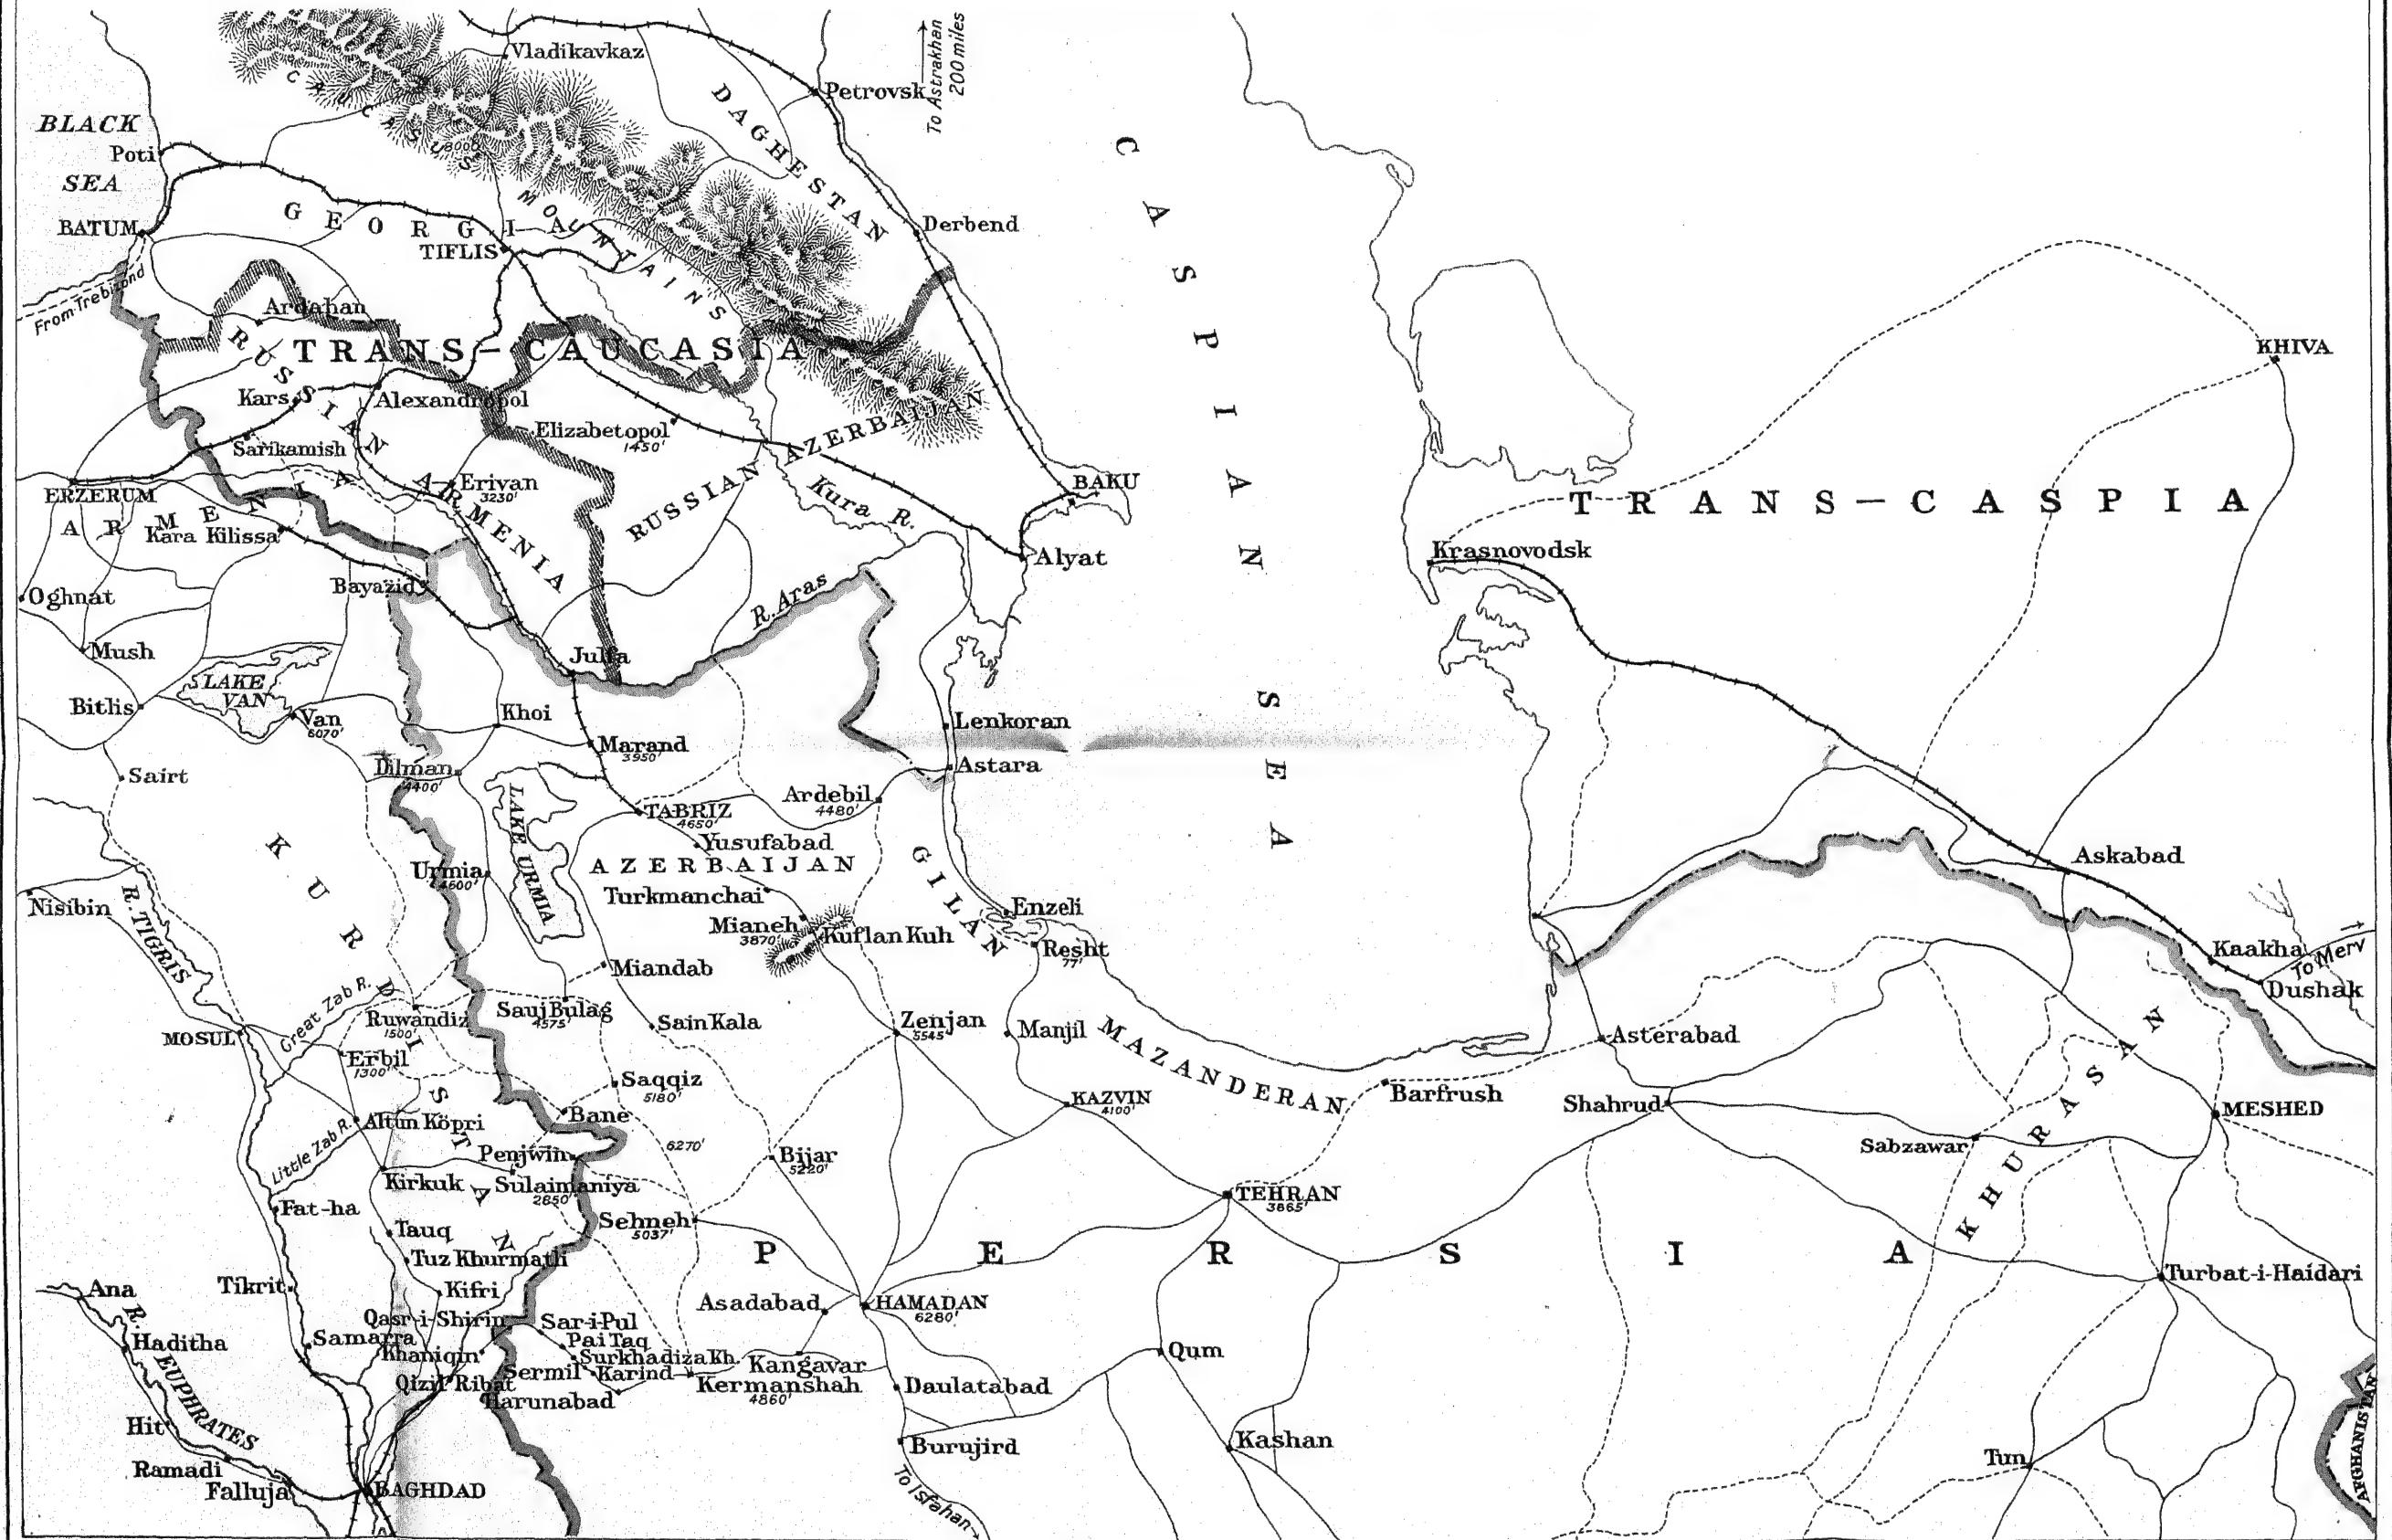 Vladikavkaz
To Astrakhan
200 miles
Petrovsk
CAUCASUS MOUNTAINS
DAGHESTAN
BLACK
SEA
Poti
GEORGIA
BATUM
TIFLIS
Derbend
From Trebizond
Ardahan
TRANS-CAUCASIA
RUSSIAN ARMENIA
Kars
Alexandropol
Elizabetopol
1450'
RUSSIAN AZERBAIJAN
Sarikamish
ERZERUM
Erivan
3230'
Kura R.
BAKU
ARMENIA
Kara Kilissa
Alyat
Bayazid
R. Aras
Oghnat
Mush
Julfa
LAKE
VAN
Bitlis
Van
6070'
Khoi
Lenkoran
Marand
3950'
Sairt
Dilman
4400'
Astara
CASPIAN SEA
Ardebil
4480'
TABRIZ
4650'
Yusufabad
AZERBAIJAN
LAKE URMIA
Urmia
4600'
Turkmanchai
Mianeh
3870'
Kuflan Kuh
GILAN
Enzeli
Resht
77'
Nisibin
R. TIGRIS
KURDISTAN
Miandab
Great Zab R.
Ruwandiz
1500'
Sauj Bulag
4575'
Sain Kala
Zenjan
5545'
Manjil
MAZANDERAN
MOSUL
Erbil
1300'
Saqqiz
5180'
KAZVIN
4100'
Barfrush
Altun Köpri
Bane
Little Zab R.
Penjwin
6270'
Bijar
5220'
Kirkuk
Sulaimaniya
2850'
TEHRAN
3865'
Fat-ha
Tauq
Sehneh
5037'
Tuz Khurmatli
PERSIA
Ana
Tikrit
Kifri
Asadabad
HAMADAN
6280'
Qasr-i-Shirin
Sar-i-Pul
Haditha
Samarra
Pai Taq
Khaniqin
Surkhadiza Kh.
Kangavar
Qum
R. EUPHRATES
Sermil
Karind
Qizil Ribat
Kermanshah
4860'
Daulatabad
Harunabad
Hit
Burujird
Kashan
Ramadi
Falluja
BAGHDAD
To Isfahan
KHIVA
TRANS-CASPIA
Krasnovodsk
Askabad
Kaakha
To Merv
Dushak
Asterabad
Shahrud
KHURASAN
MESHED
Sabzawar
Turbat-i-Haidari
Tun
AFGHANISTAN